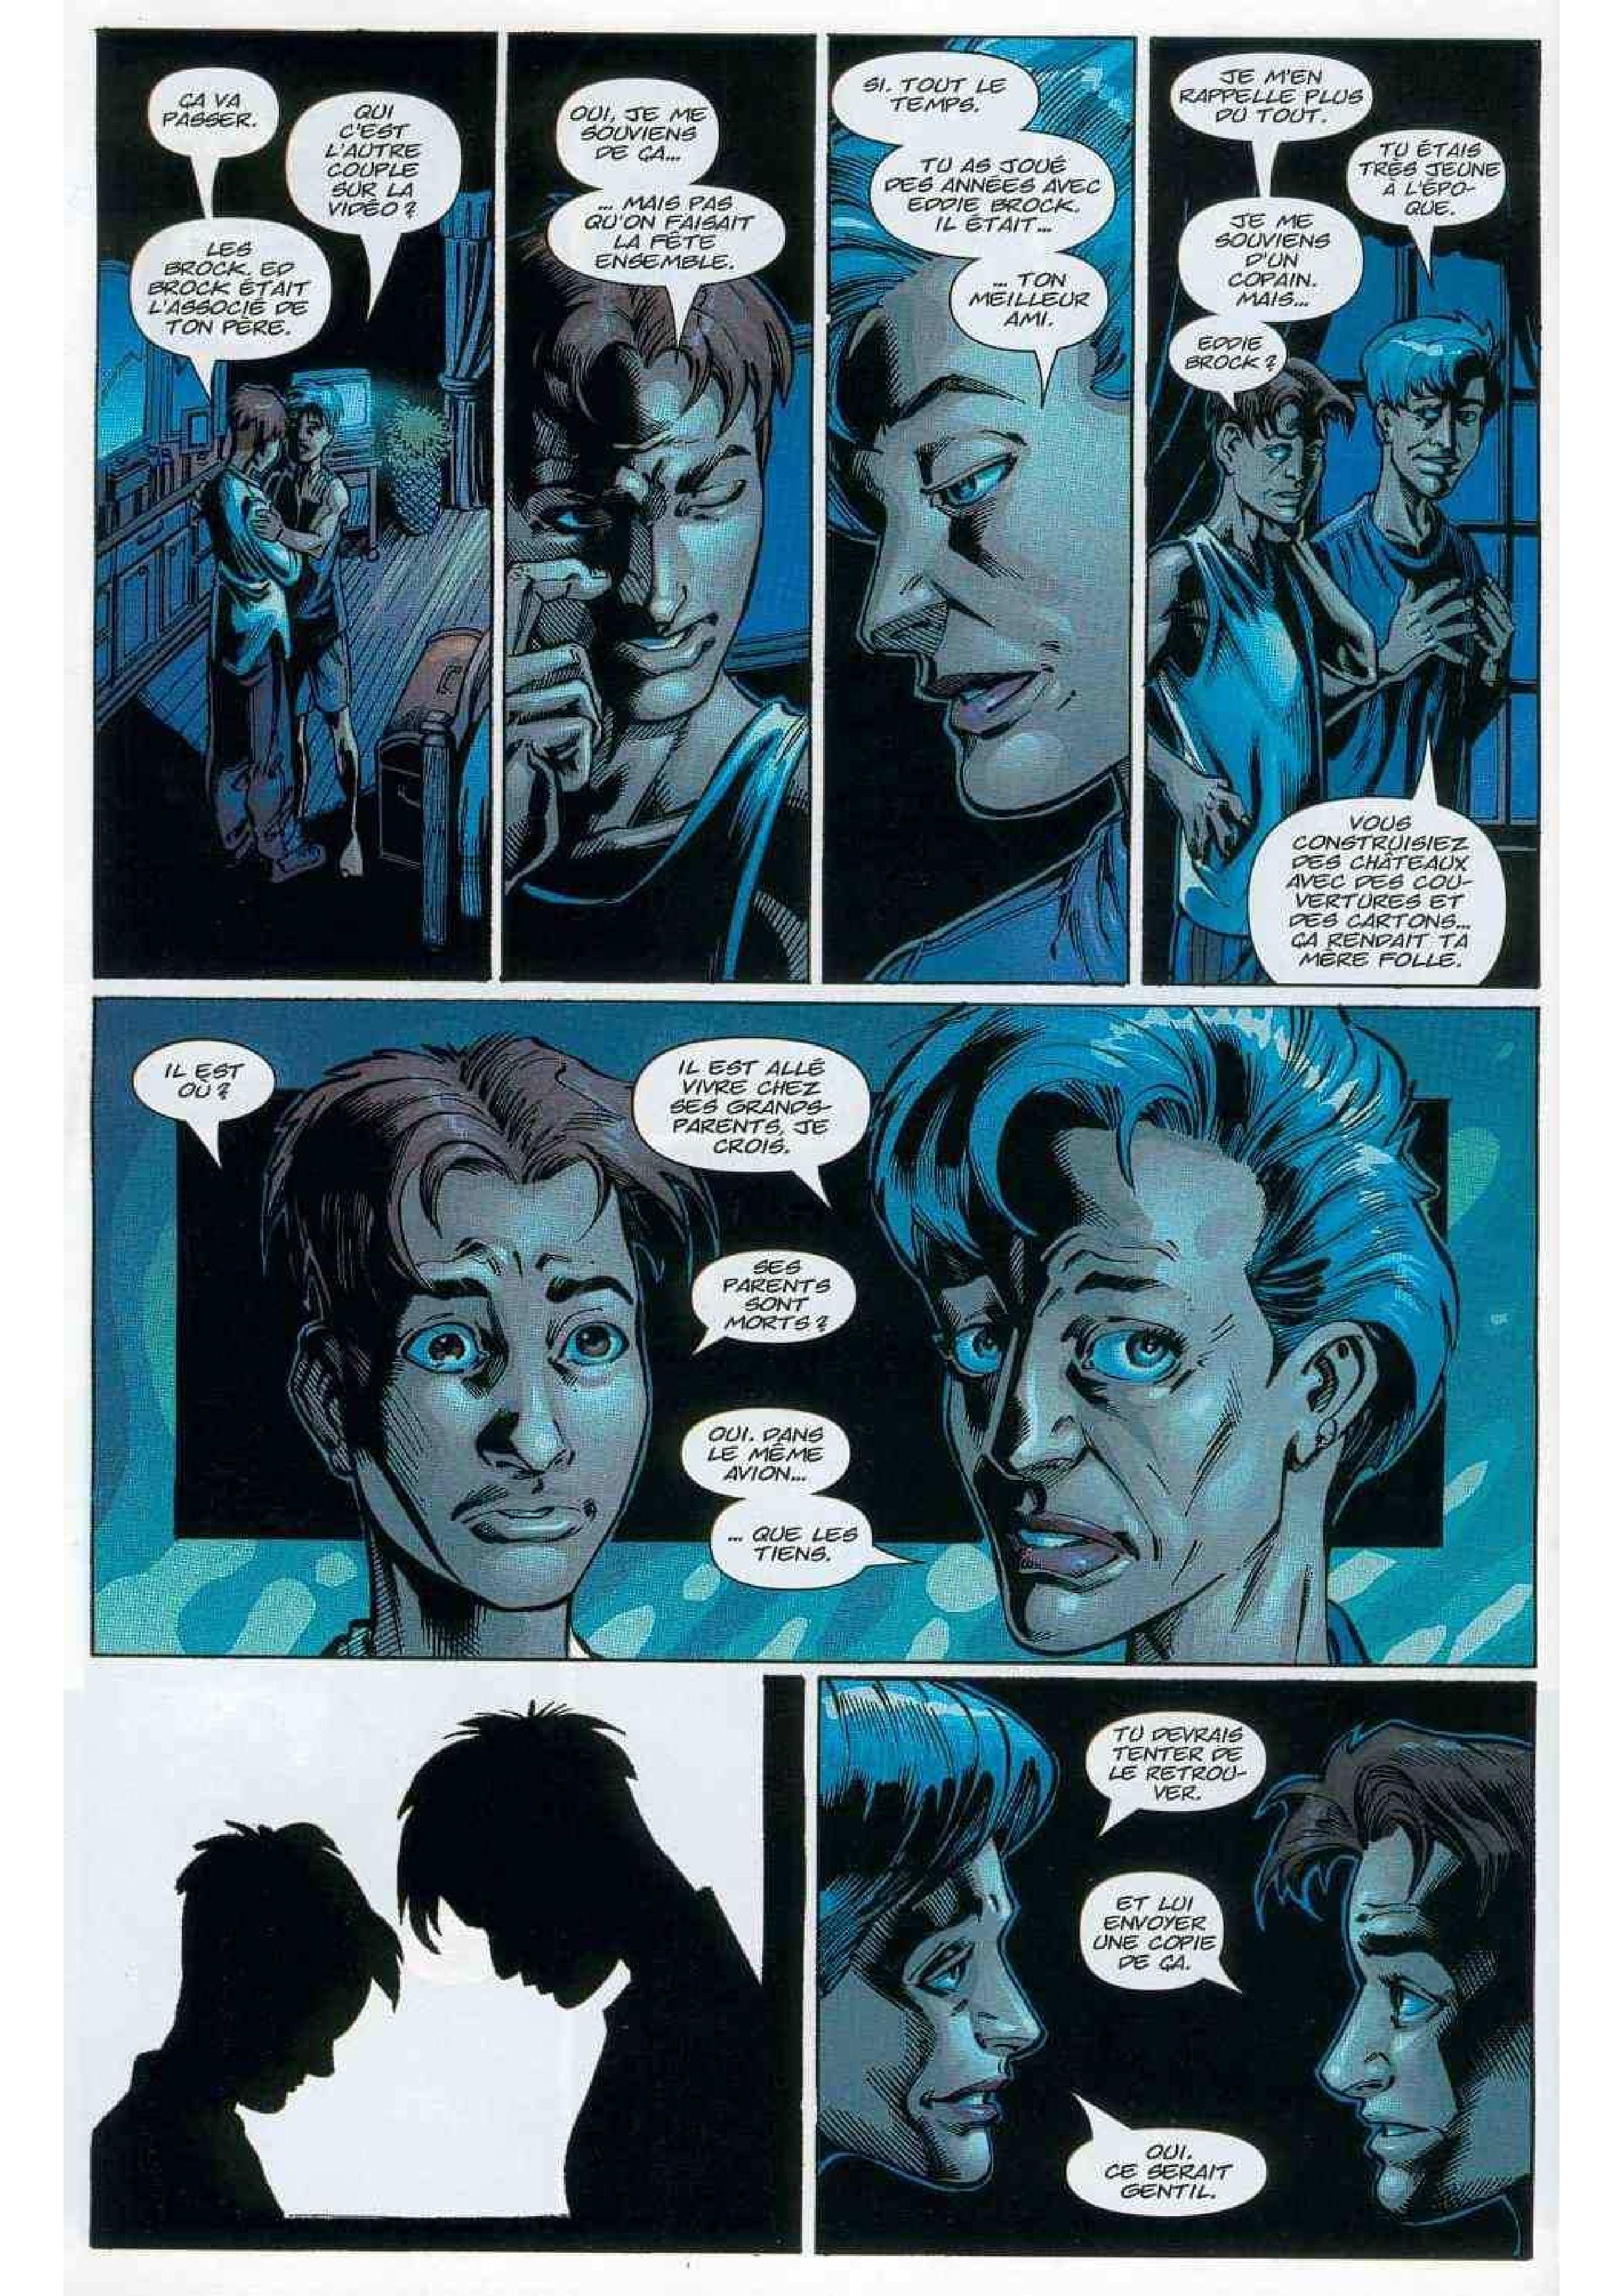 ÇA VA
PASSER.
QUI
C'EST
L'AUTRE
COUPLE
SUR LA
VIDÉO ?
LES
BROCK. ED
BROCK ÉTAIT
L'ASSOCIÉ DE
TON PÈRE.
OUI, JE ME
SOUVIENS
DE ÇA...
... MAIS PAS
QU'ON FAISAIT
LA FÊTE
ENSEMBLE.
SI. TOUT LE
TEMPS.
TU AS JOUÉ
DES ANNÉES AVEC
EDDIE BROCK.
IL ÉTAIT...
... TON
MEILLEUR
AMI.
JE M'EN
RAPPELLE PLUS
DU TOUT.
TU ÉTAIS
TRÈS JEUNE
À L'ÉPO-
QUE.
JE ME
SOUVIENS
D'UN
COPAIN.
MAIS...
EDDIE
BROCK ?
VOUS
CONSTRUISIEZ
DES CHÂTEAUX
AVEC DES COU-
VERTURES ET
DES CARTONS...
ÇA RENDAIT TA
MÈRE FOLLE.
IL EST
OÙ ?
IL EST ALLÉ
VIVRE CHEZ
SES GRANDS-
PARENTS, JE
CROIS.
SES
PARENTS
SONT
MORTS ?
OUI. DANS
LE MÊME
AVION...
... QUE LES
TIENS.
TU DEVRAIS
TENTER DE
LE RETROU-
VER.
ET LUI
ENVOYER
UNE COPIE
DE ÇA.
OUI.
CE SERAIT
GENTIL.